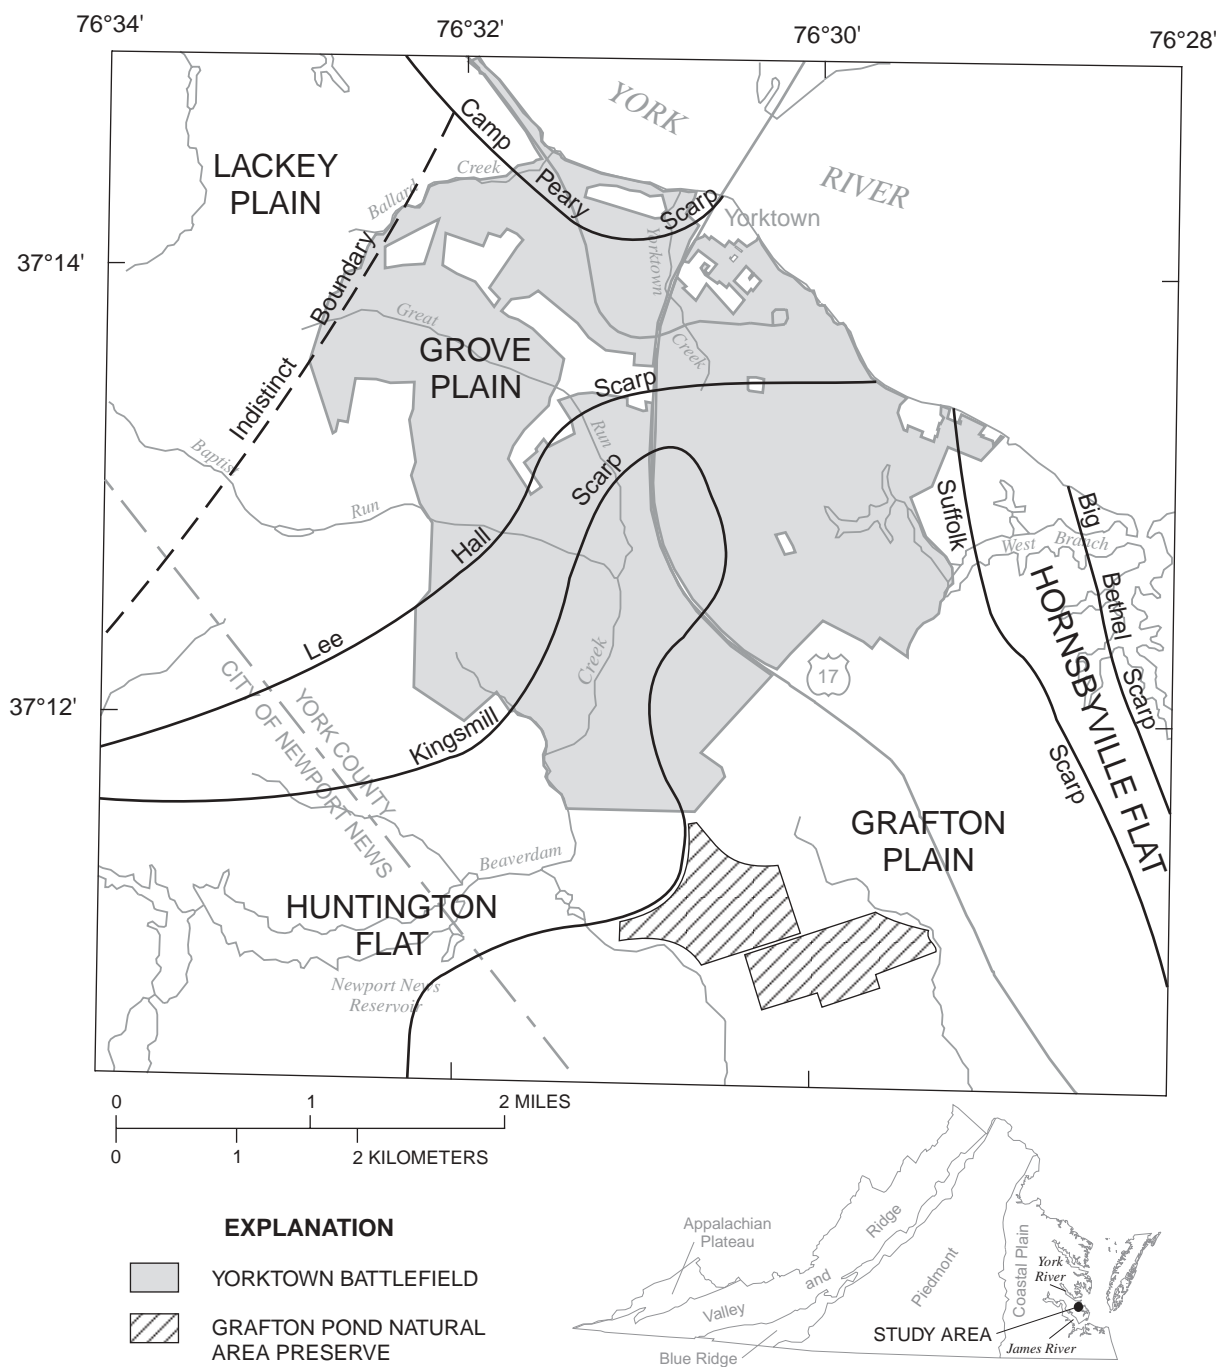 76°34'
76°32'
76°30'
76°28'
YORK
RIVER
Camp
Peary
Scarp
LACKEY
PLAIN
Creek
Ballard
Yorktown
Yorktown
Creek
37°14'
Indistinct
Boundary
Great
Run
GROVE
PLAIN
Scarp
Scarp
Baptist
Run
Hall
Lee
Suffolk
Scarp
Big
Bethel
Scarp
West Branch
HORNSBYVILLE FLAT
17
Creek
37°12'
CITY OF NEWPORT NEWS
YORK COUNTY
Kingsmill
GRAFTON
PLAIN
Beaverdam
HUNTINGTON
FLAT
Newport News
Reservoir
0 1 2 MILES
0 1 2 KILOMETERS
EXPLANATION
YORKTOWN BATTLEFIELD
GRAFTON POND NATURAL
AREA PRESERVE
Appalachian
Plateau
Valley and Ridge
Blue Ridge
Piedmont
Coastal Plain
York
River
STUDY AREA
James River